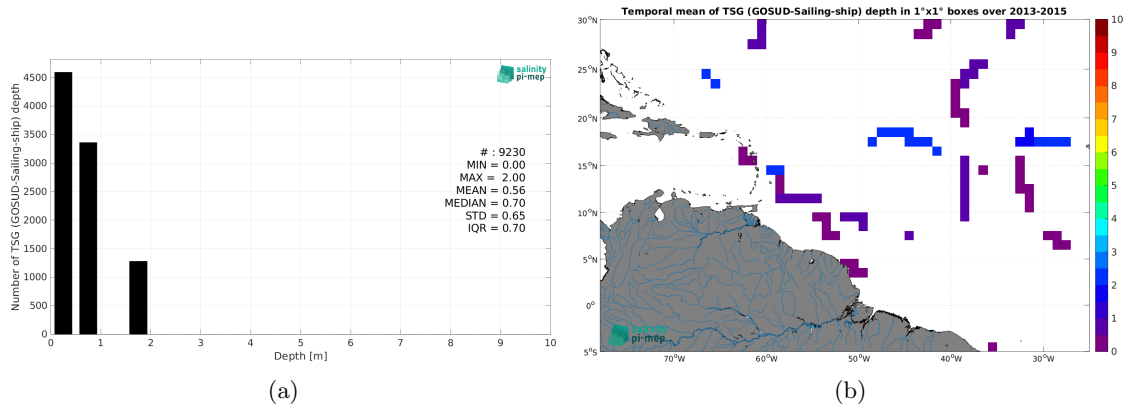 4500
4000
3500
3000
2500
2000
1500
1000
500
0
Number of TSG (GOSUD-Sailing-ship) depth
0 1 2 3 4 5 6 7 8 9 10
Depth [m]
salinity
pi-mep
# : 9230
MIN = 0.00
MAX = 2.00
MEAN = 0.56
MEDIAN = 0.70
STD = 0.65
IQR = 0.70
(a)
Temporal mean of TSG (GOSUD-Sailing-ship) depth in 1°x1° boxes over 2013-2015
30°N
25°N
20°N
15°N
10°N
5°N
0°
5°S
70°W 60°W 50°W 40°W 30°W
salinity
pi-mep
10
9
8
7
6
5
4
3
2
1
0
(b)